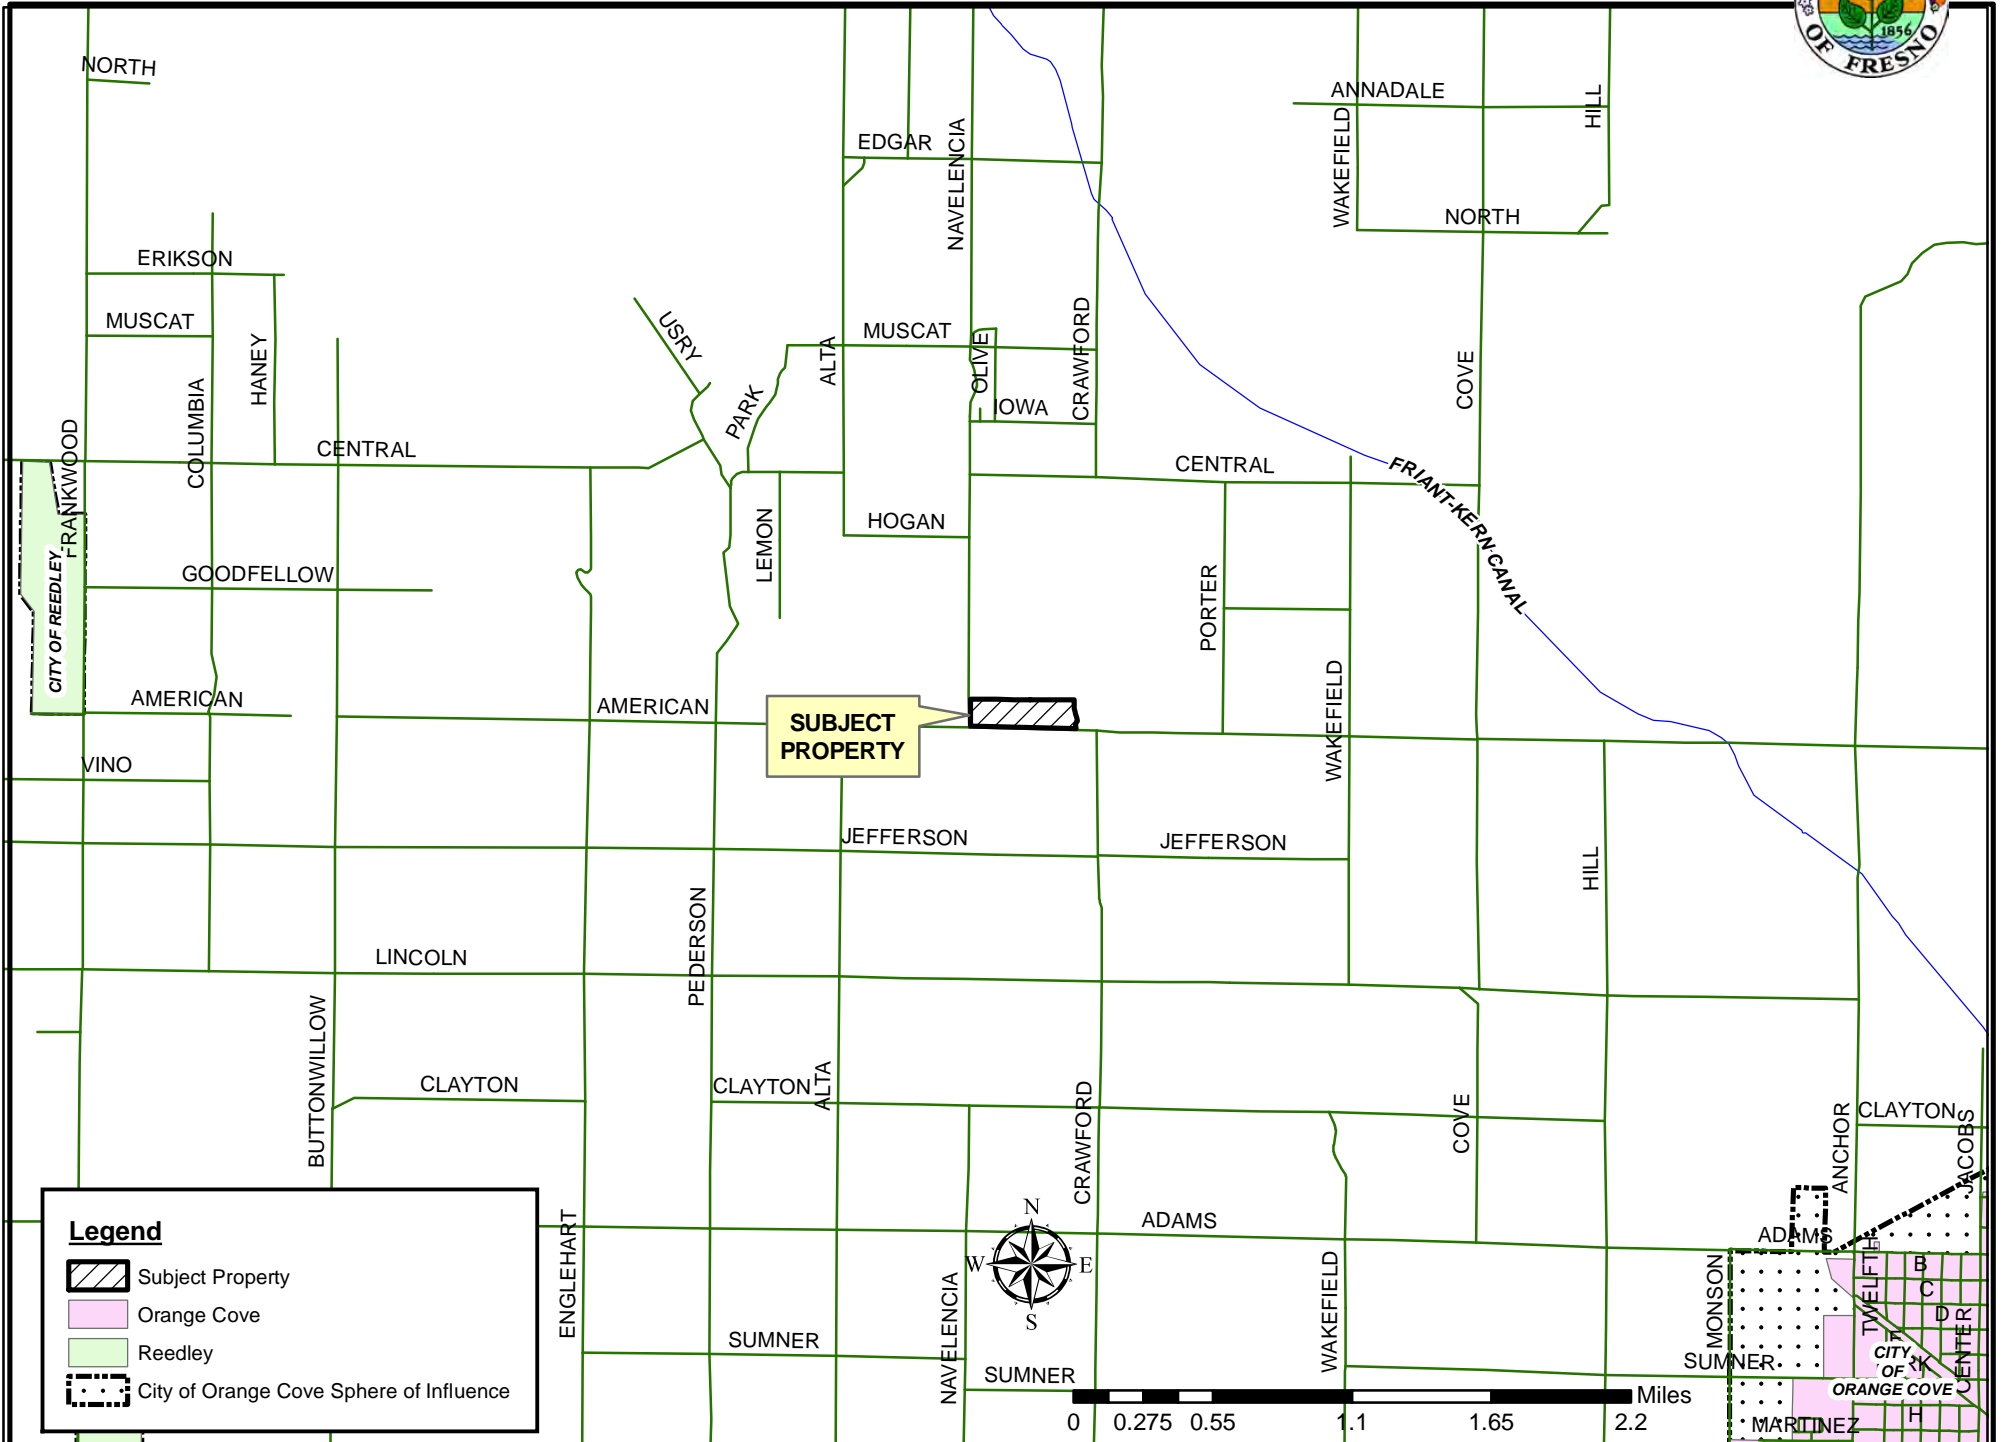 1856
OF FRESNO
NORTH
ANNADALE
HILL
WAKEFIELD
EDGAR
NAVELENCIA
NORTH
ERIKSON
MUSCAT
HANEY
COLUMBIA
USRY
PARK
ALTA
MUSCAT
OLIVE
IOWA
CRAWFORD
COVE
FRANKWOOD
CENTRAL
CENTRAL
FRIANT-KERN CANAL
LEMON
HOGAN
CITY OF REEDLEY
GOODFELLOW
PORTER
AMERICAN
AMERICAN
SUBJECT
PROPERTY
WAKEFIELD
VINO
JEFFERSON
JEFFERSON
HILL
PEDERSON
LINCOLN
BUTTONWILLOW
CLAYTON
CLAYTON
ALTA
CRAWFORD
COVE
ANCHOR
CLAYTON
JACOBS
ENGLEHART
ADAMS
ADAMS
NAVELENCIA
N
W
E
S
WAKEFIELD
MONSON
TWELFTH
B
C
D
CENTER
SUMNER
SUMNER
SUMNER
CITY
OF
ORANGE COVE
H
MARTINEZ
Legend
Subject Property
Orange Cove
Reedley
City of Orange Cove Sphere of Influence
Miles
0 0.275 0.55 1.1 1.65 2.2